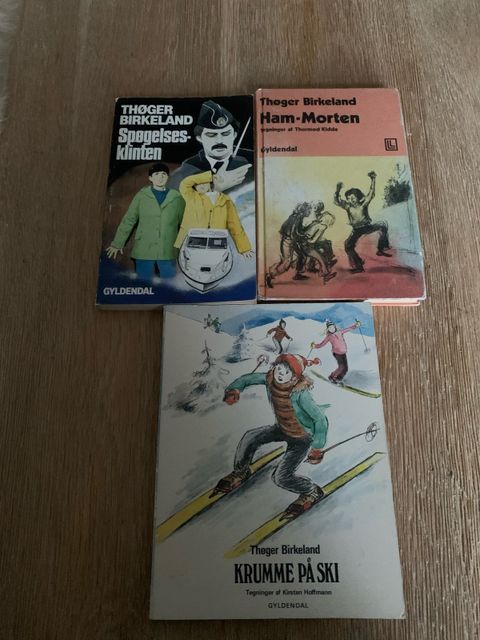 THØGER
BIRKELAND
Spøgelses-
klinten
GYLDENDAL
Thøger Birkeland
Ham-Morten
tegninger af Thormod Kidde
Gyldendal
Thøger Birkeland
KRUMME PÅ SKI
Tegninger af Kirsten Hoffmann
GYLDENDAL